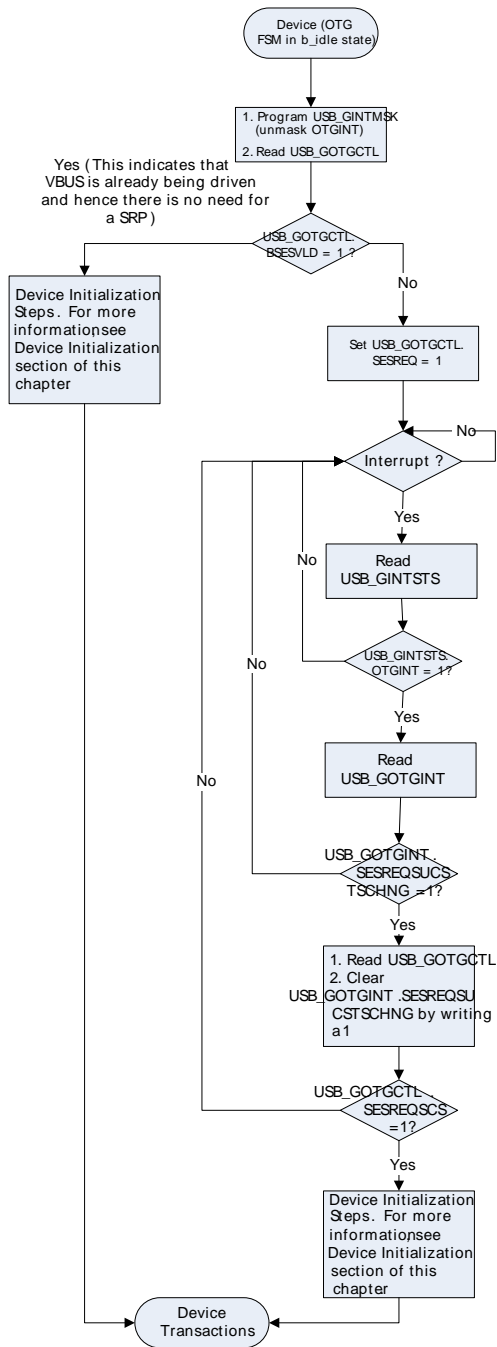 Device (OTG
FSM in b_idle state)
1. Program USB_GINTMSK
(unmask OTGINT)
2. Read USB_GOTGCTL
Yes (This indicates that
VBUS is already being driven
and hence there is no need for
a SRP)
USB_GOTGCTL.
BSESVLD = 1 ?
No
Device Initialization
Steps. For more
information, see
Device Initialization
section of this
chapter
Set USB_GOTGCTL.
SESREQ = 1
No
Interrupt ?
Yes
No
Read
USB_GINTSTS
No
USB_GINTSTS.
OTGINT = 1?
Yes
Read
USB_GOTGINT
No
USB_GOTGINT .
SESREQSUCS
TSCHNG =1?
Yes
1. Read USB_GOTGCTL
2. Clear
USB_GOTGINT .SESREQSU
CSTSCHNG by writing
a 1
USB_GOTGCTL .
SESREQSCS
=1?
Yes
Device Initialization
Steps. For more
information, see
Device Initialization
section of this
chapter
Device
Transactions